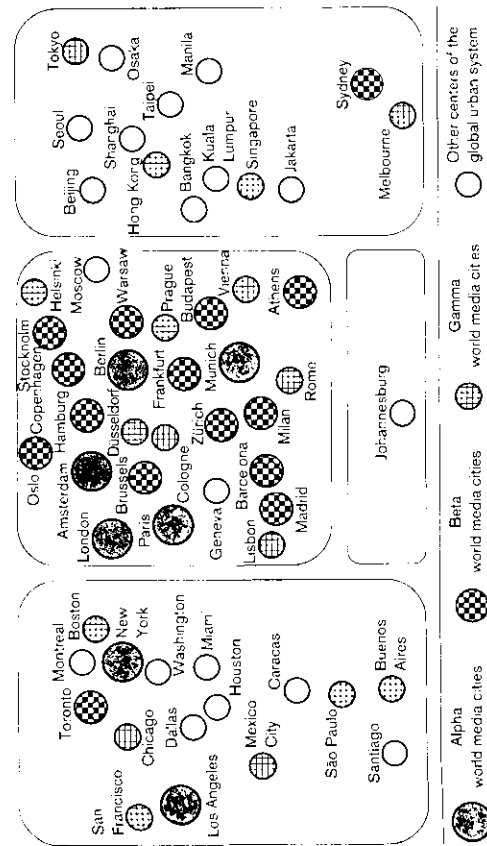 San
Francisco
Los Angeles
Toronto
Montreal
Boston
New
York
Chicago
Washington
Dallas
Miami
Houston
Mexico
City
Caracas
São Paulo
Buenos
Aires
Santiago
Oslo
Stockholm
Helsinki
Copenhagen
Moscow
Hamburg
Amsterdam
Berlin
Warsaw
London
Düsseldorf
Brussels
Frankfurt
Prague
Paris
Cologne
Budapest
Munich
Vienna
Zürich
Geneva
Milan
Athens
Barcelona
Rome
Lisbon
Madrid
Johannesburg
Beijing
Seoul
Tokyo
Osaka
Shanghai
Taipei
Hong Kong
Manila
Bangkok
Kuala
Lumpur
Singapore
Jakarta
Sydney
Melbourne
Alpha
world media cities
Beta
world media cities
Gamma
world media cities
Other centers of the
global urban system